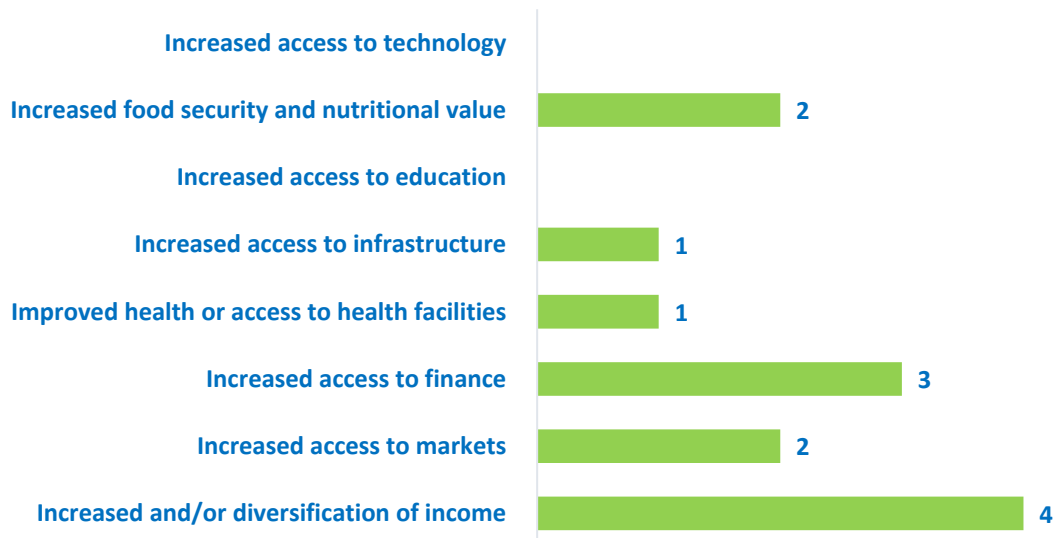 Increased access to technology
Increased food security and nutritional value 2
Increased access to education
Increased access to infrastructure 1
Improved health or access to health facilities 1
Increased access to finance 3
Increased access to markets 2
Increased and/or diversification of income 4